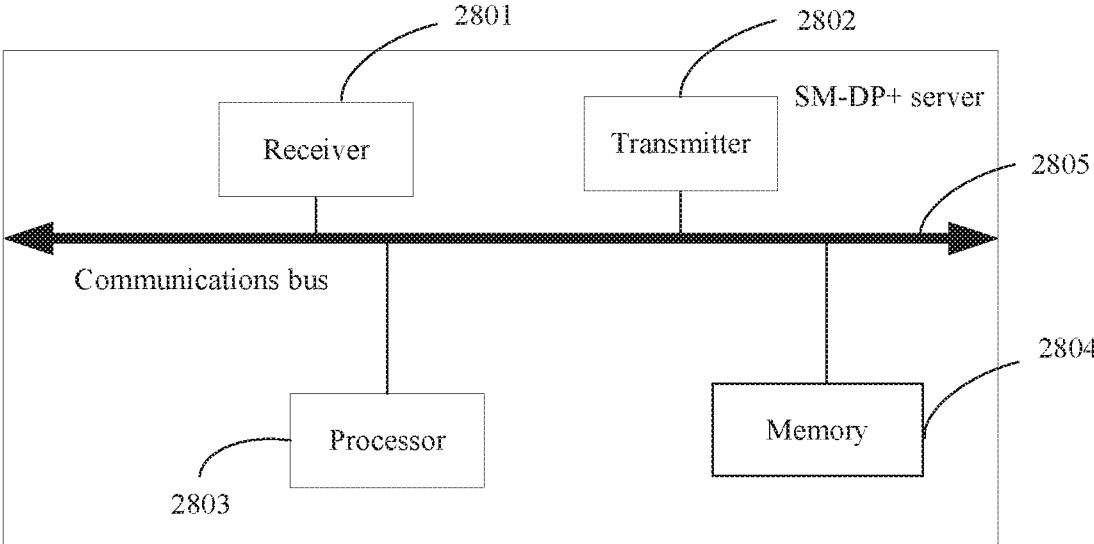 2801
2802
SM-DP+ server
Receiver
Transmitter
2805
Communications bus
2804
Processor
Memory
2803